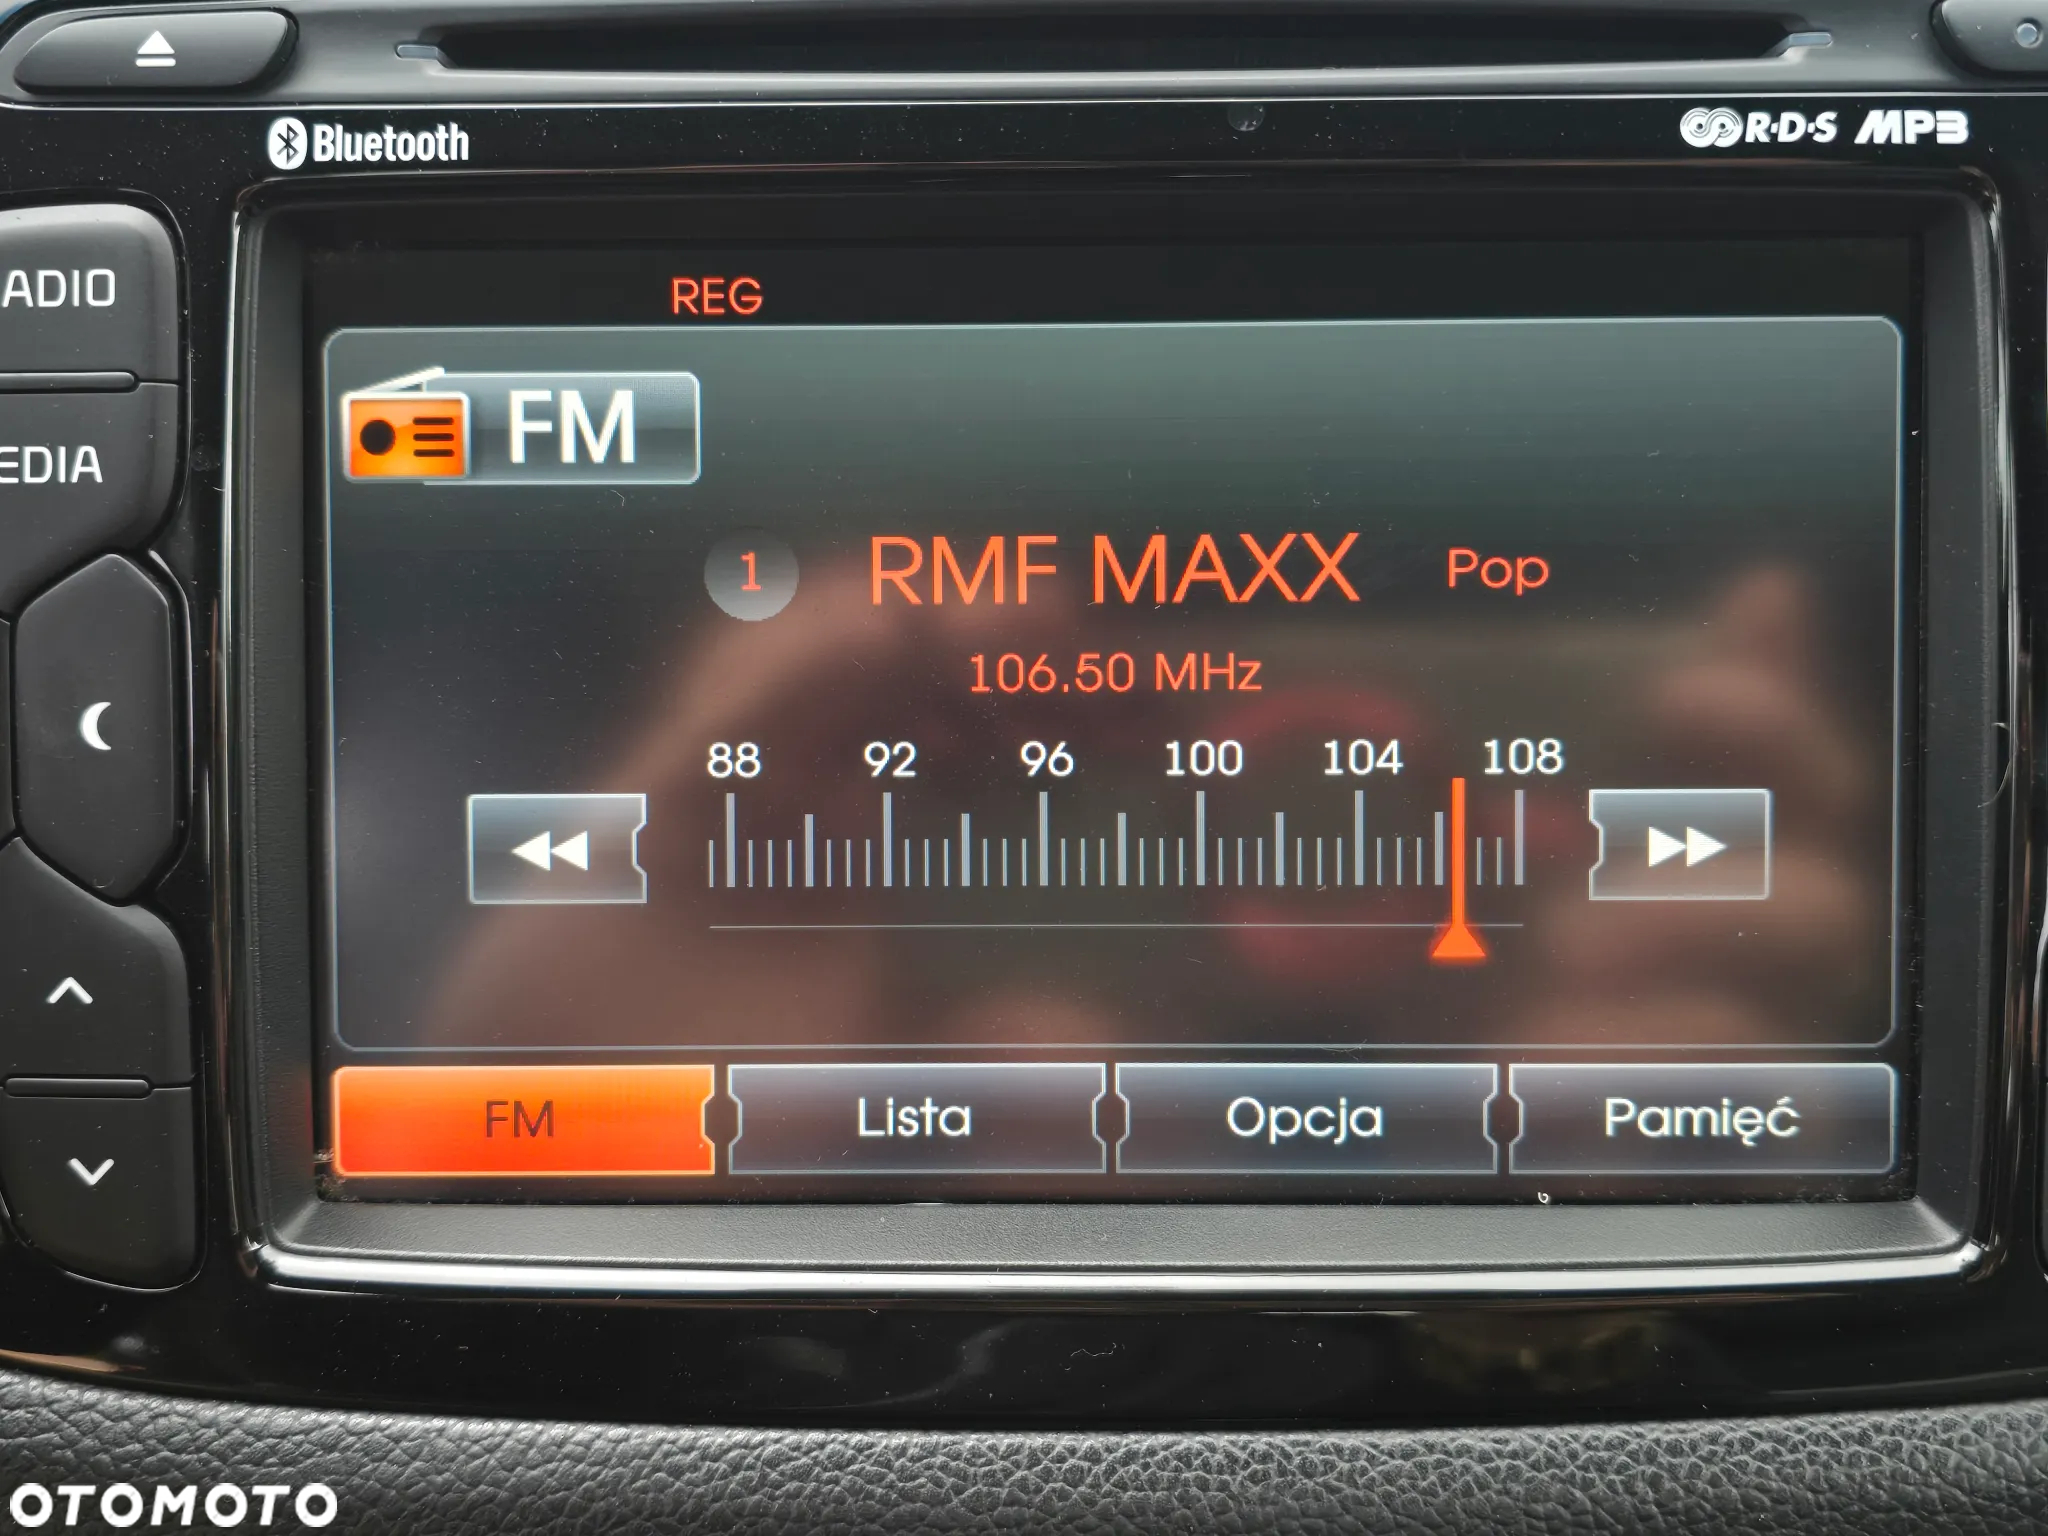 Bluetooth
R·D·S MP3
ADIO
EDIA
REG
FM
1 RMF MAXX Pop
106.50 MHz
88 92 96 100 104 108
FM Lista Opcja Pamięć
OTOMOTO